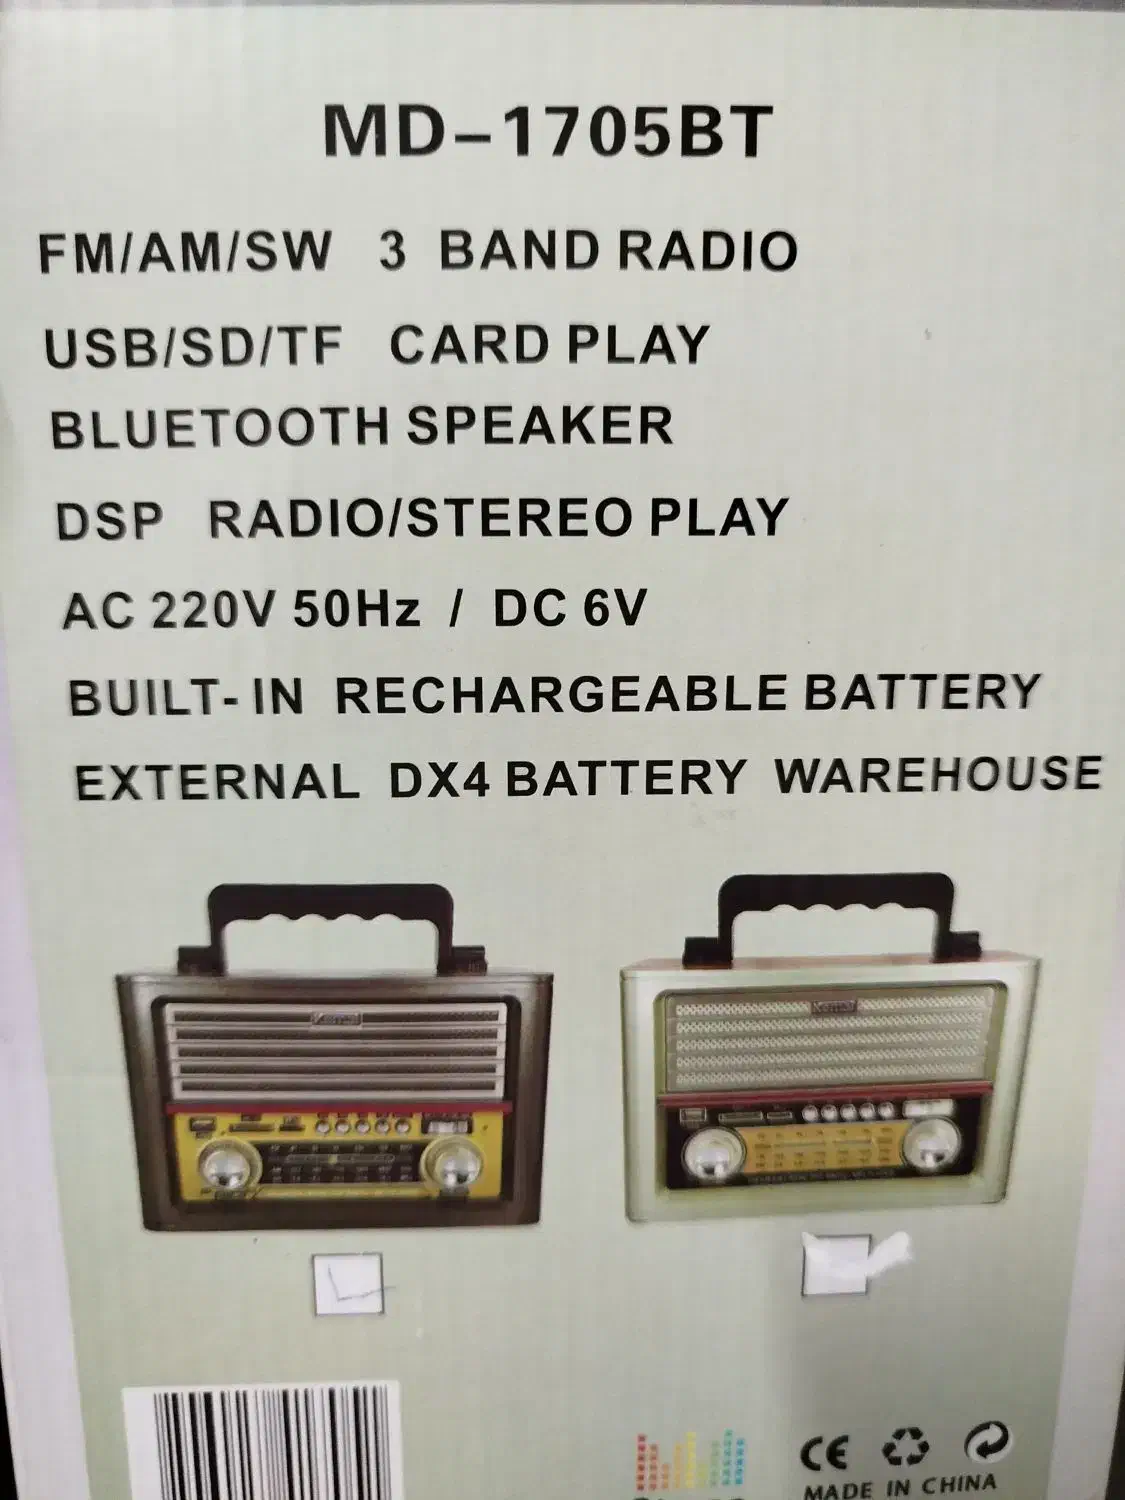 MD-1705BT
FM/AM/SW 3 BAND RADIO
USB/SD/TF CARD PLAY
BLUETOOTH SPEAKER
DSP RADIO/STEREO PLAY
AC 220V 50Hz / DC 6V
BUILT-IN RECHARGEABLE BATTERY
EXTERNAL DX4 BATTERY WAREHOUSE
CE
MADE IN CHINA